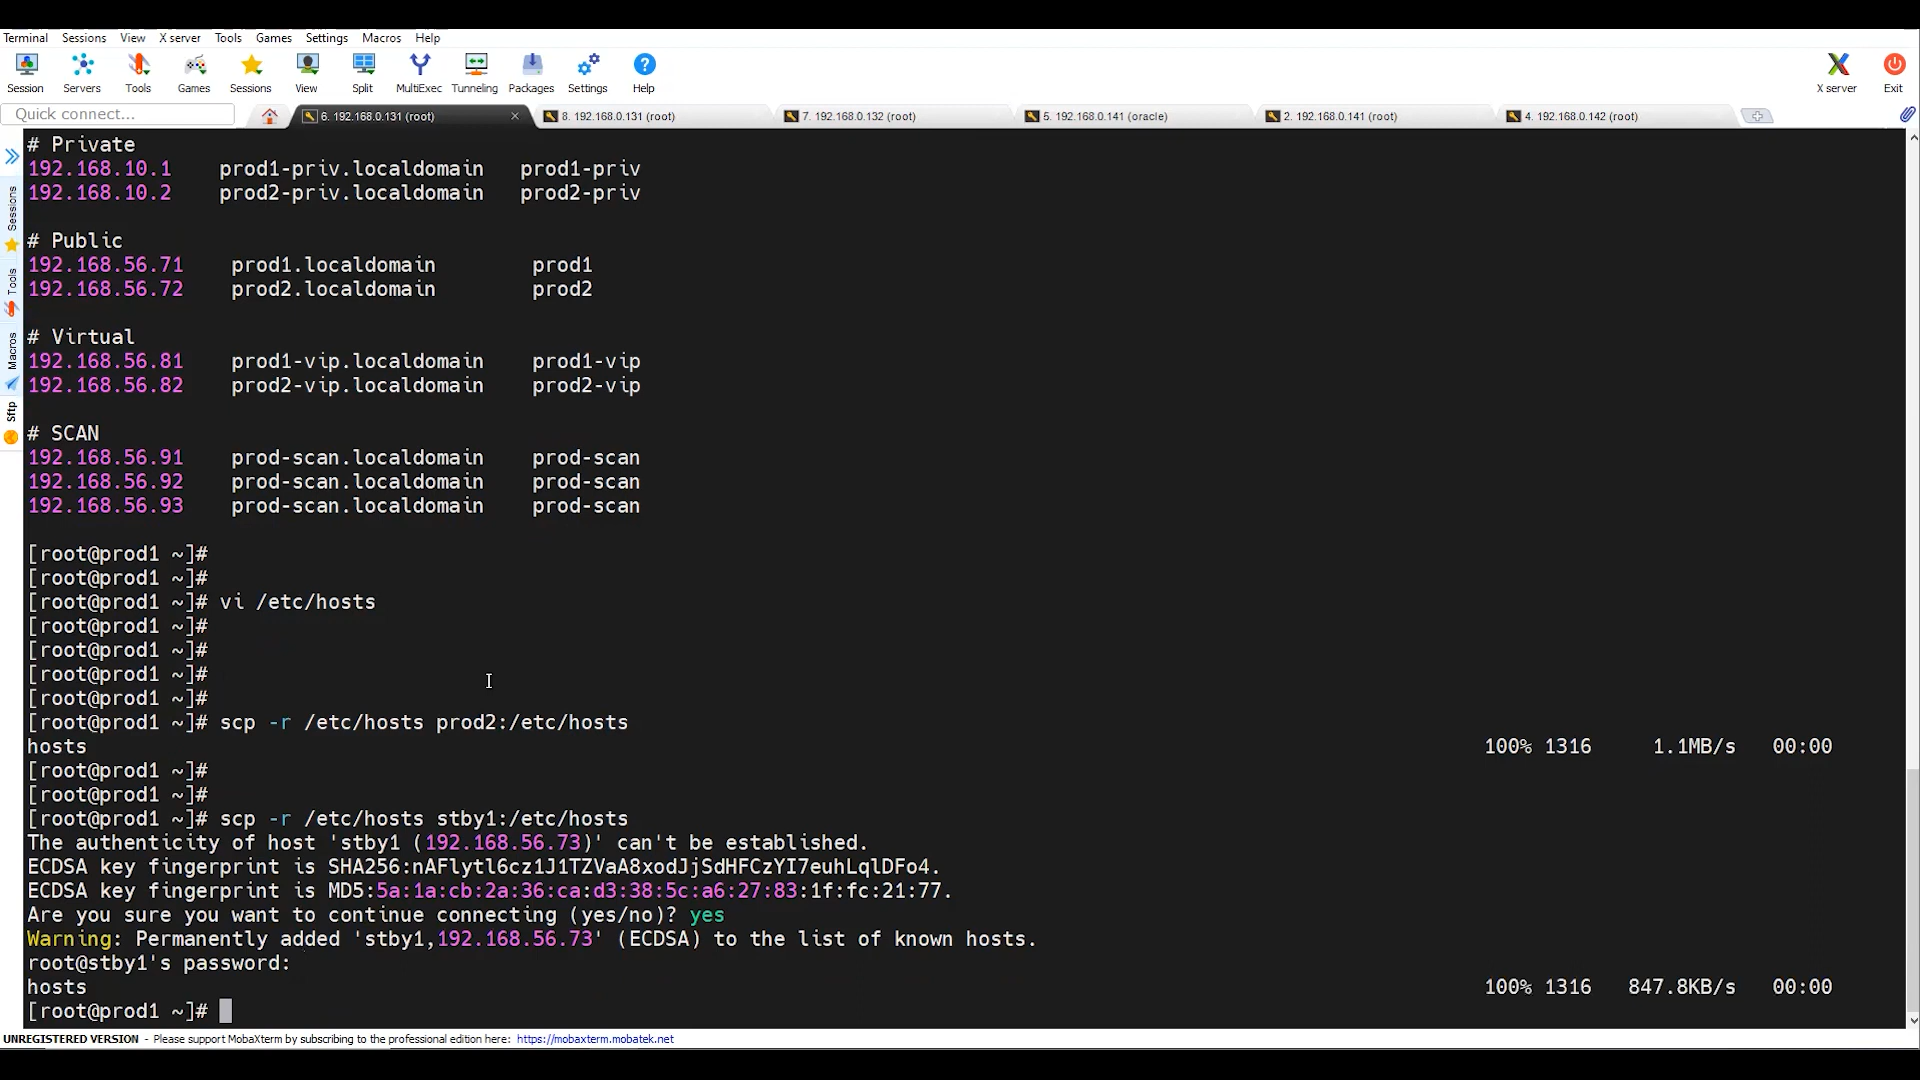 Terminal Sessions View X server Tools Games Settings Macros Help
Session Servers Tools Games Sessions View Split MultiExec Tunneling Packages Settings Help X server Exit
Quick connect... 6. 192.168.0.131 (root) 8. 192.168.0.131 (root) 7. 192.168.0.132 (root) 5. 192.168.0.141 (oracle) 2. 192.168.0.141 (root) 4. 192.168.0.142 (root)
Sessions
Tools
Macros
Sftp
# Private
192.168.10.1 prod1-priv.localdomain prod1-priv
192.168.10.2 prod2-priv.localdomain prod2-priv
# Public
192.168.56.71 prod1.localdomain prod1
192.168.56.72 prod2.localdomain prod2
# Virtual
192.168.56.81 prod1-vip.localdomain prod1-vip
192.168.56.82 prod2-vip.localdomain prod2-vip
# SCAN
192.168.56.91 prod-scan.localdomain prod-scan
192.168.56.92 prod-scan.localdomain prod-scan
192.168.56.93 prod-scan.localdomain prod-scan
[root@prod1 ~]#
[root@prod1 ~]#
[root@prod1 ~]# vi /etc/hosts
[root@prod1 ~]#
[root@prod1 ~]#
[root@prod1 ~]#
[root@prod1 ~]#
[root@prod1 ~]# scp -r /etc/hosts prod2:/etc/hosts
hosts 100% 1316 1.1MB/s 00:00
[root@prod1 ~]#
[root@prod1 ~]#
[root@prod1 ~]# scp -r /etc/hosts stby1:/etc/hosts
The authenticity of host 'stby1 (192.168.56.73)' can't be established.
ECDSA key fingerprint is SHA256:nAFlytl6cz1J1TZVaA8xodJjSdHFCzYI7euhLqlDFo4.
ECDSA key fingerprint is MD5:5a:1a:cb:2a:36:ca:d3:38:5c:a6:27:83:1f:fc:21:77.
Are you sure you want to continue connecting (yes/no)? yes
Warning: Permanently added 'stby1,192.168.56.73' (ECDSA) to the list of known hosts.
root@stby1's password:
hosts 100% 1316 847.8KB/s 00:00
[root@prod1 ~]#
UNREGISTERED VERSION - Please support MobaXterm by subscribing to the professional edition here: https://mobaxterm.mobatek.net